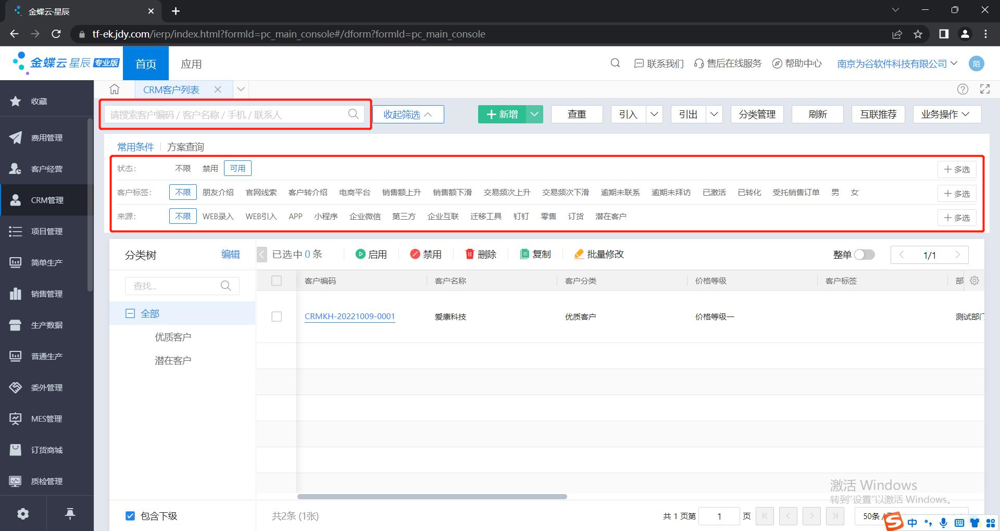 金蝶云·星辰
tf-ek.jdy.com/ierp/index.html?formId=pc_main_console#/dform?formId=pc_main_console
金蝶云 星辰 专业版 首页 应用 联系我们 售后在线服务 帮助中心 南京为谷软件科技有限公司 陌
收藏
费用管理
客户经营
CRM管理
项目管理
简单生产
销售管理
生产数据
普通生产
委外管理
MES管理
订货商城
质检管理
CRM客户列表
请搜索客户编码 / 客户名称 / 手机 / 联系人 收起筛选 新增 查重 引入 引出 分类管理 刷新 互联推荐 业务操作
常用条件 方案查询
状态: 不限 禁用 可用 多选
客户标签: 不限 朋友介绍 官网线索 客户转介绍 电商平台 销售额上升 销售额下滑 交易频次上升 交易频次下滑 逾期未联系 逾期未拜访 已激活 已转化 受托销售订单 男 女 多选
来源: 不限 WEB录入 WEB引入 APP 小程序 企业微信 第三方 企业互联 迁移工具 钉钉 零售 订货 潜在客户 多选
分类树 编辑
查找...
全部
优质客户
潜在客户
包含下级
已选中 0 条 启用 禁用 删除 复制 批量修改 整单 1/1
客户编码 客户名称 客户分类 价格等级 客户标签 部
CRMKH-20221009-0001 爱康科技 优质客户 价格等级一 测试部门
激活 Windows
转到"设置"以激活 Windows。
共2条 (1张) 共 1 页第 1 页 50条 /
中